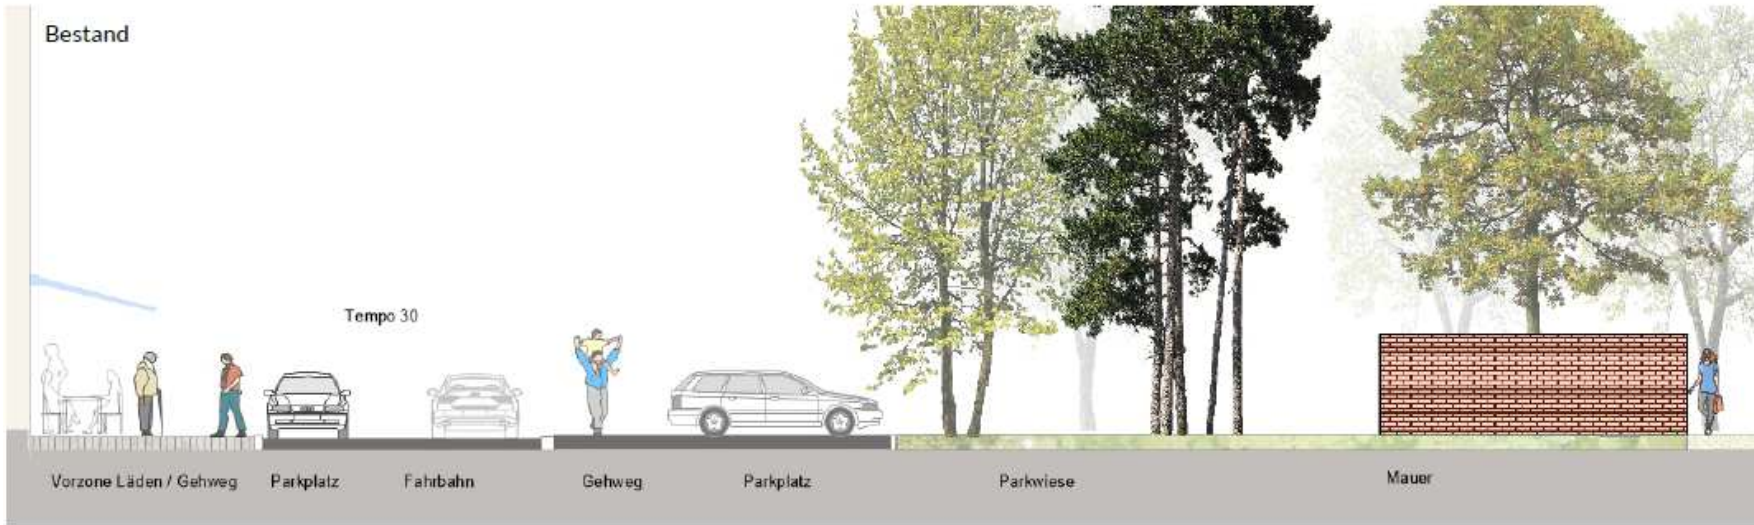 Bestand
Tempo 30
Vorzone Läden / Gehweg
Parkplatz
Fahrbahn
Gehweg
Parkplatz
Parkwiese
Mauer